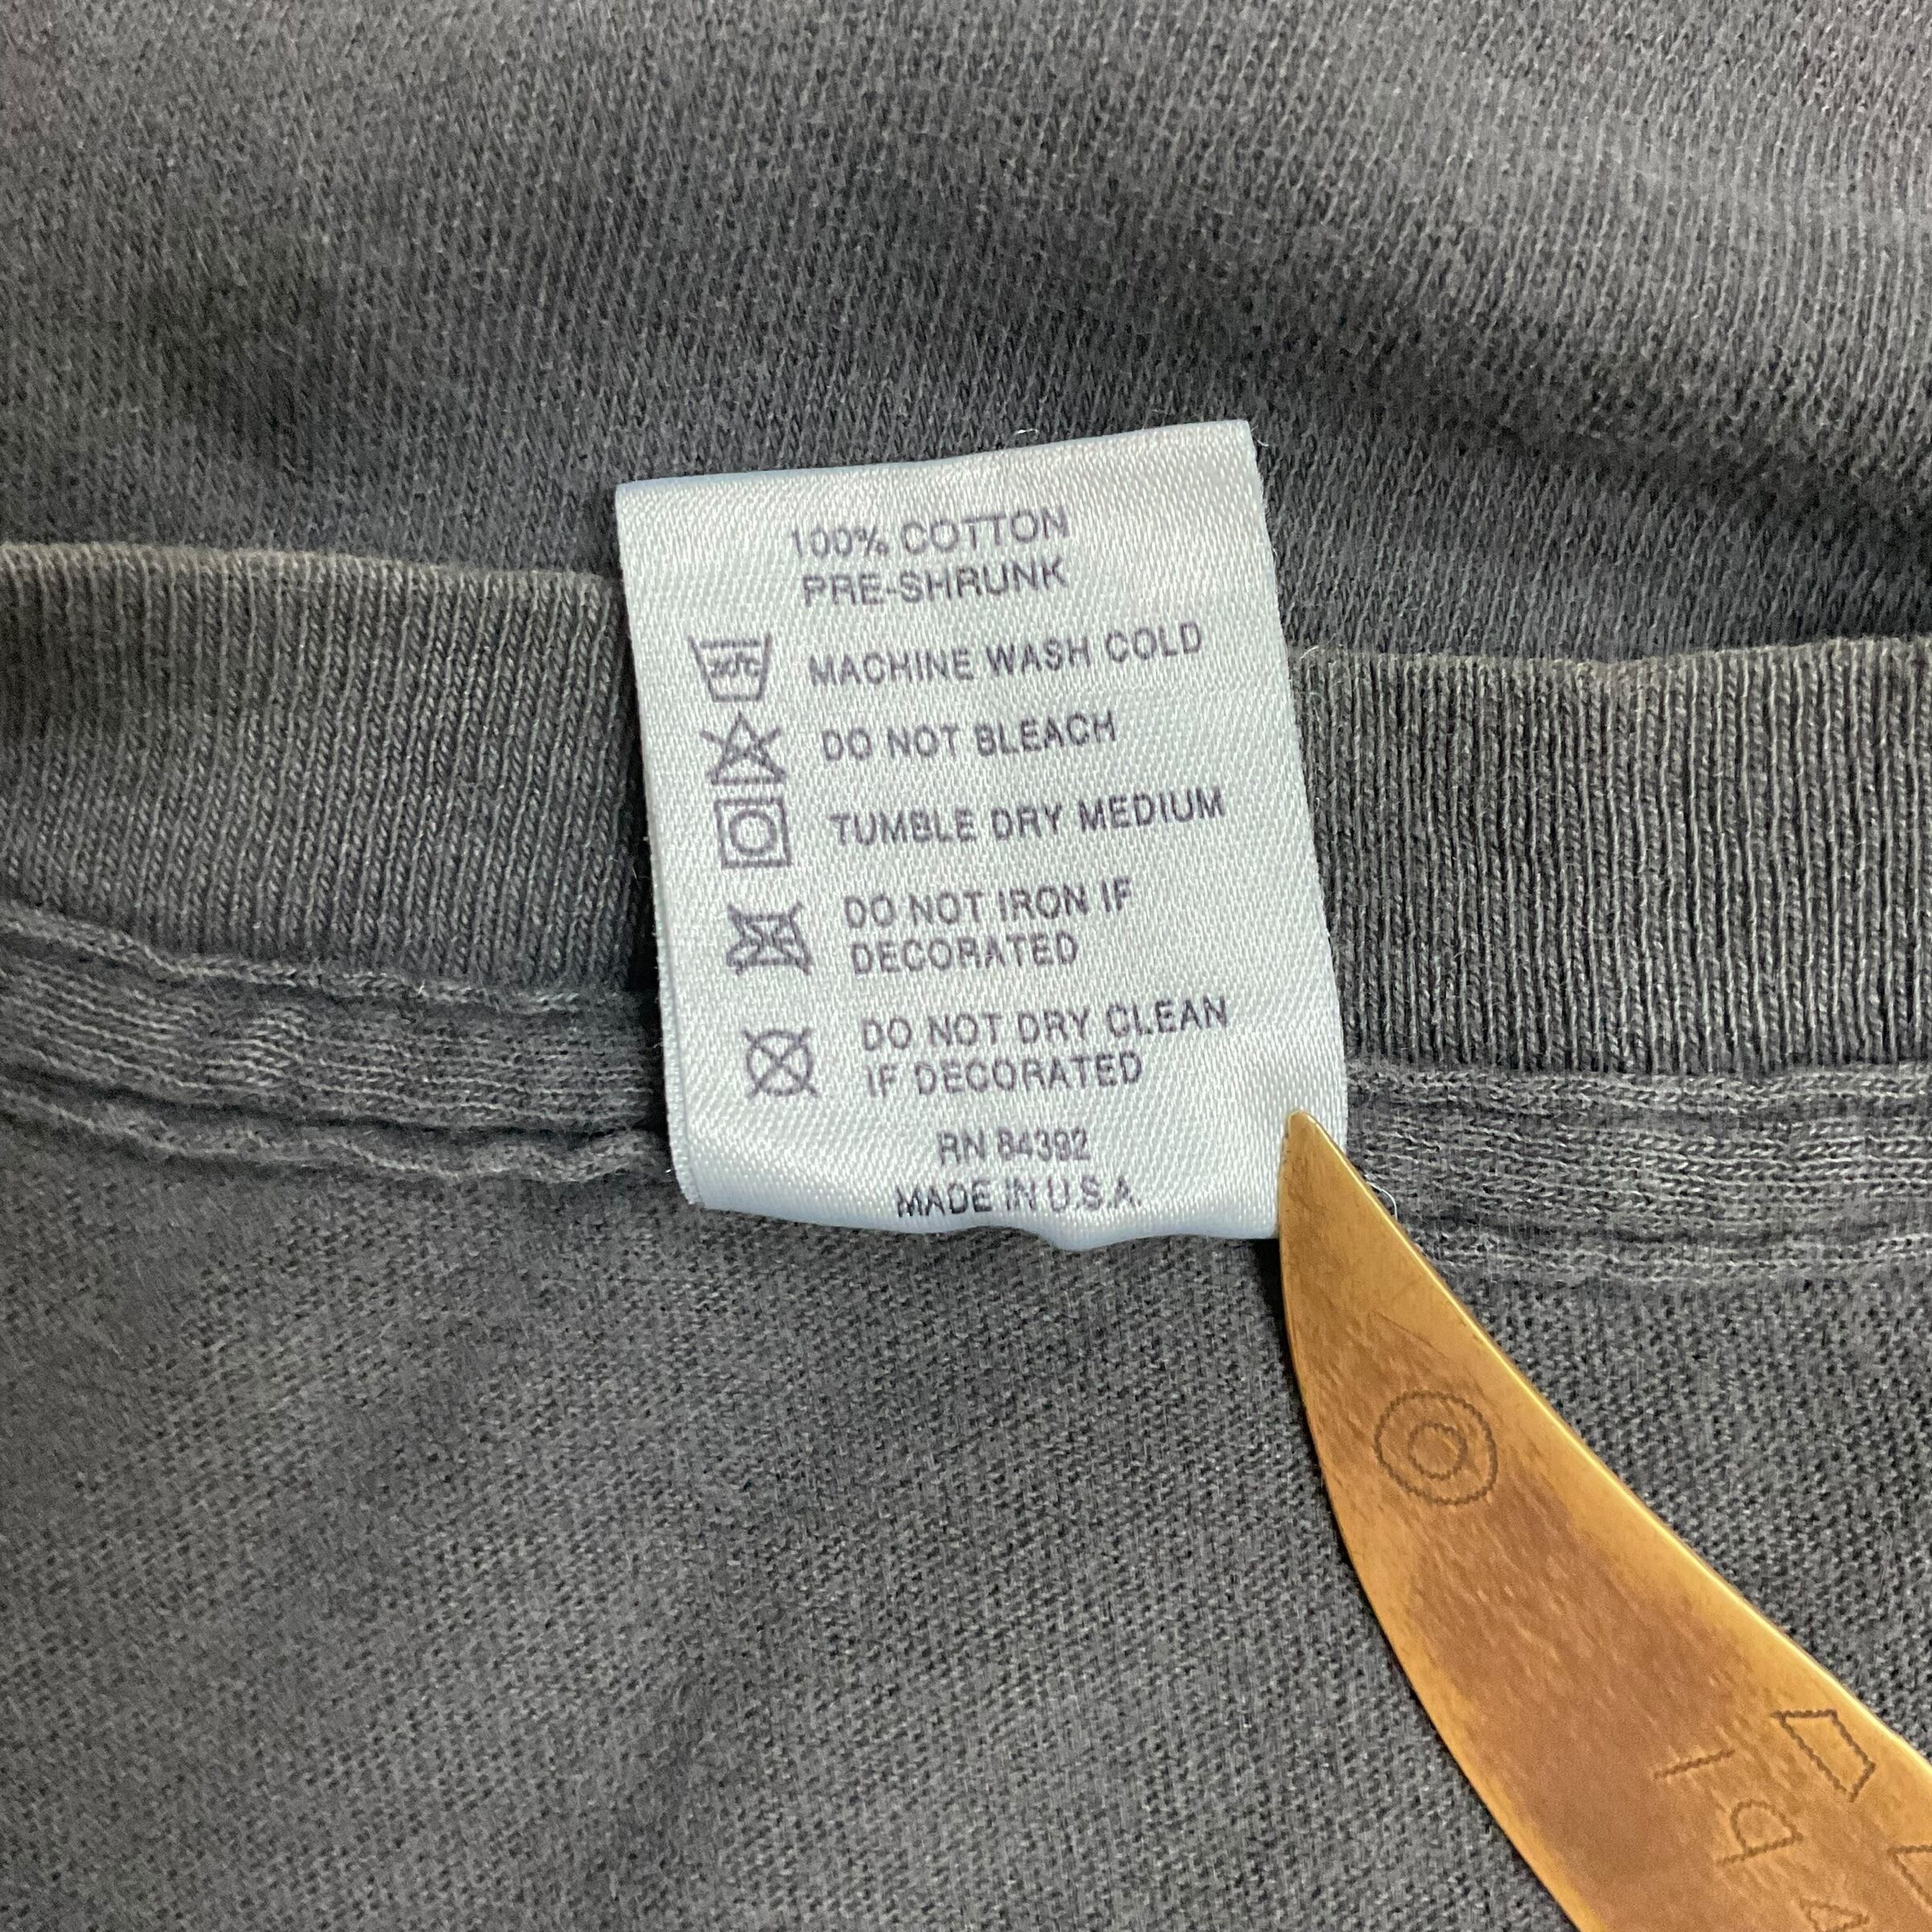 100% COTTON
PRE-SHRUNK
MACHINE WASH COLD
DO NOT BLEACH
TUMBLE DRY MEDIUM
DO NOT IRON IF
DECORATED
DO NOT DRY CLEAN
IF DECORATED
RN 84392
MADE IN U.S.A.